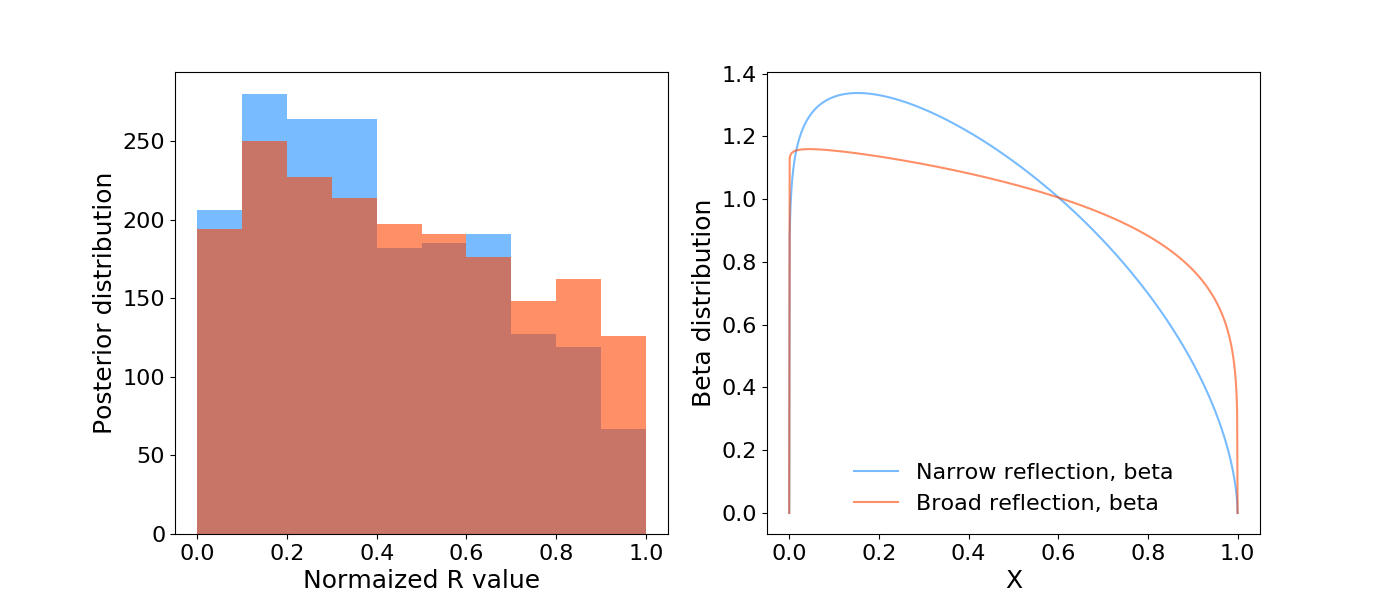 Posterior distribution
250
200
150
100
50
0
0.0 0.2 0.4 0.6 0.8 1.0
Normaized R value
Beta distribution
1.4
1.2
1.0
0.8
0.6
0.4
0.2
0.0
Narrow reflection, beta
Broad reflection, beta
0.0 0.2 0.4 0.6 0.8 1.0
X